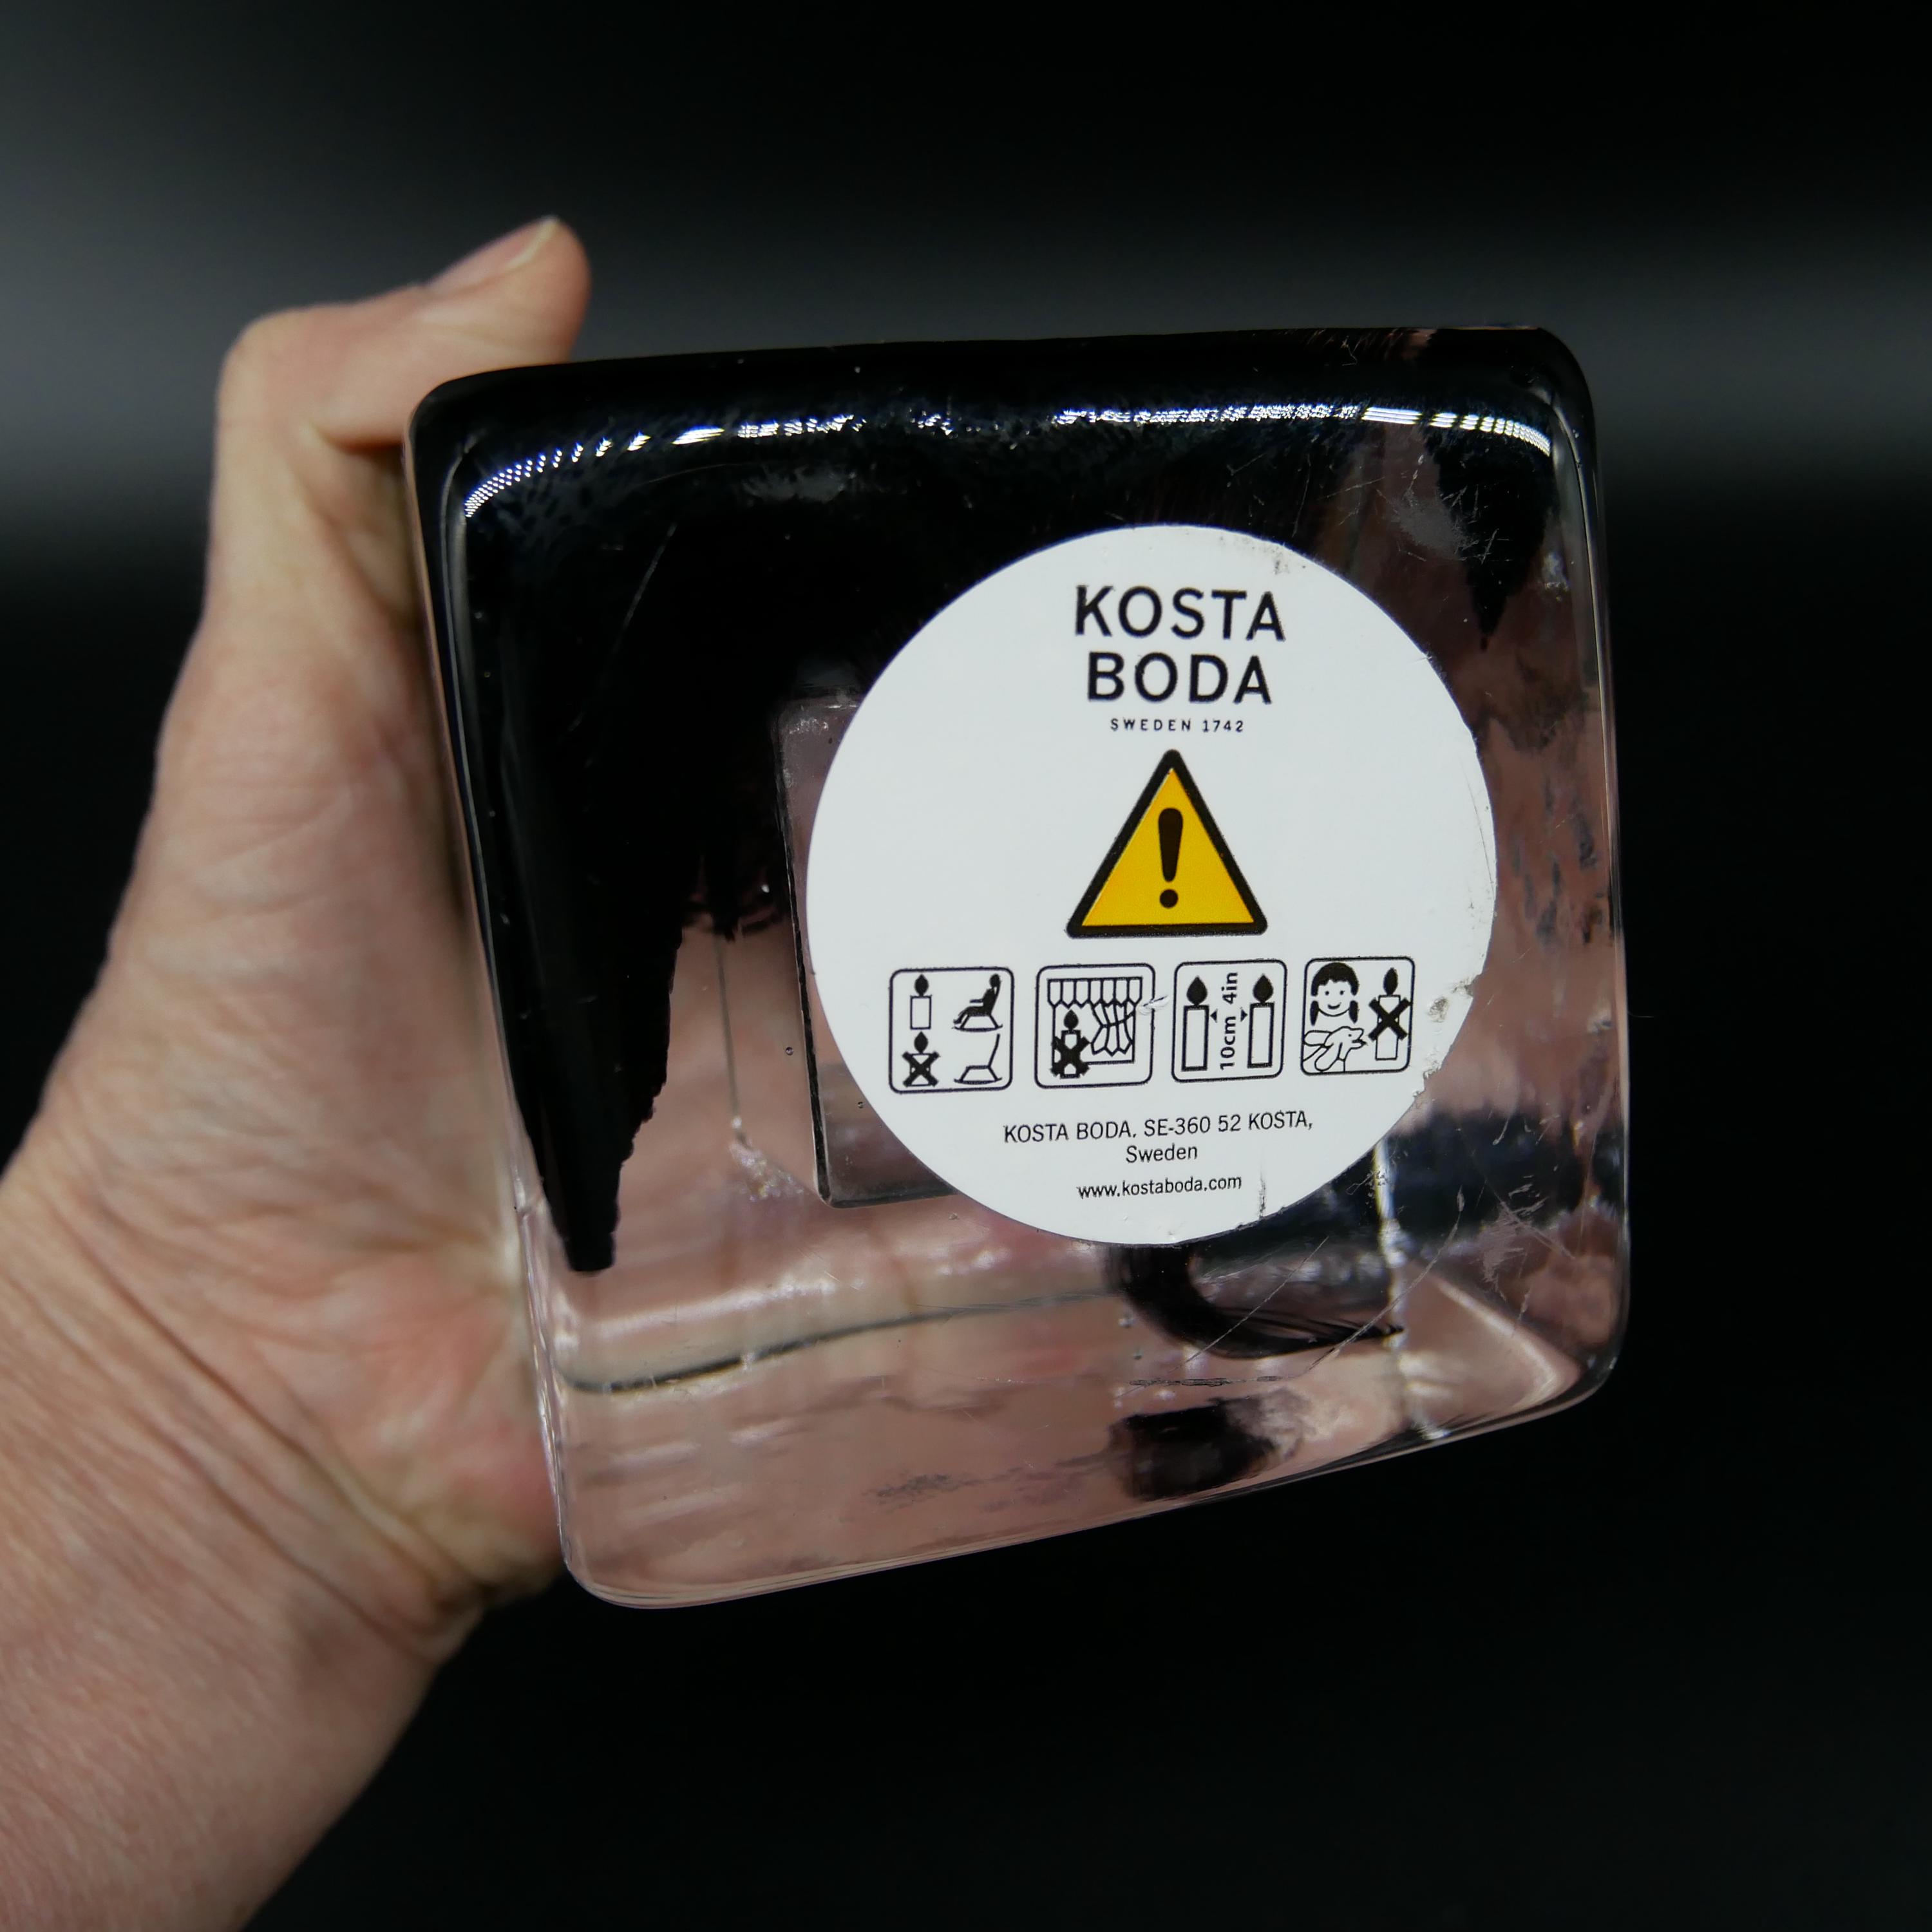 KOSTA
BODA
SWEDEN 1742
!
10cm 4in
KOSTA BODA. SE-360 52 KOSTA,
Sweden
www.kostaboda.com